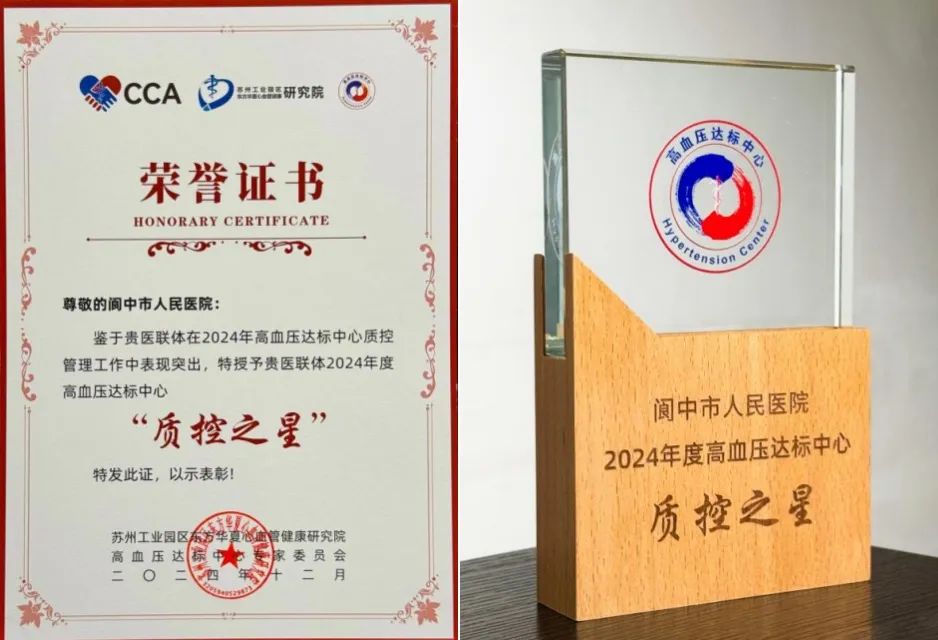 CCA
苏州工业园区
东方华夏心血管健康
研究院
荣誉证书
HONORARY CERTIFICATE
尊敬的阆中市人民医院：
鉴于贵医联体在2024年高血压达标中心质控
管理工作中表现突出，特授予贵医联体2024年度
高血压达标中心
“质控之星”
特发此证，以示表彰！
苏州工业园区东方华夏心血管健康研究院
高血压达标中心专家委员会
二〇二四年十二月
高血压达标中心
Hypertension Center
阆中市人民医院
2024年度高血压达标中心
质控之星